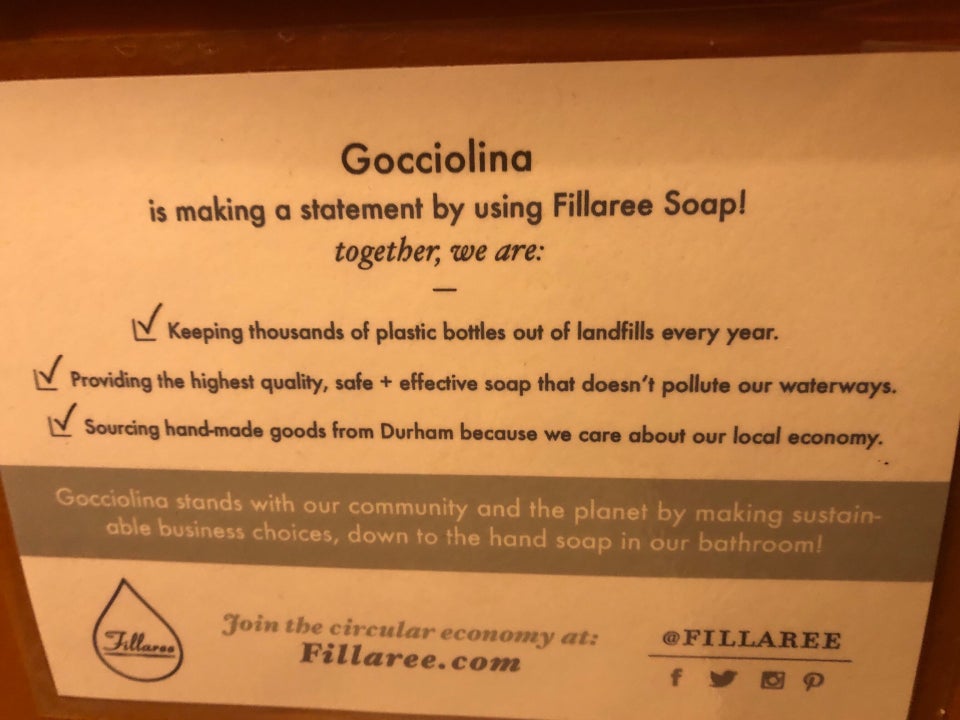 Gocciolina
is making a statement by using Fillaree Soap!
together, we are:
—
Keeping thousands of plastic bottles out of landfills every year.
Providing the highest quality, safe + effective soap that doesn't pollute our waterways.
Sourcing hand-made goods from Durham because we care about our local economy.
Gocciolina stands with our community and the planet by making sustain-
able business choices, down to the hand soap in our bathroom!
Fillaree
Join the circular economy at:
Fillaree.com
@FILLAREE